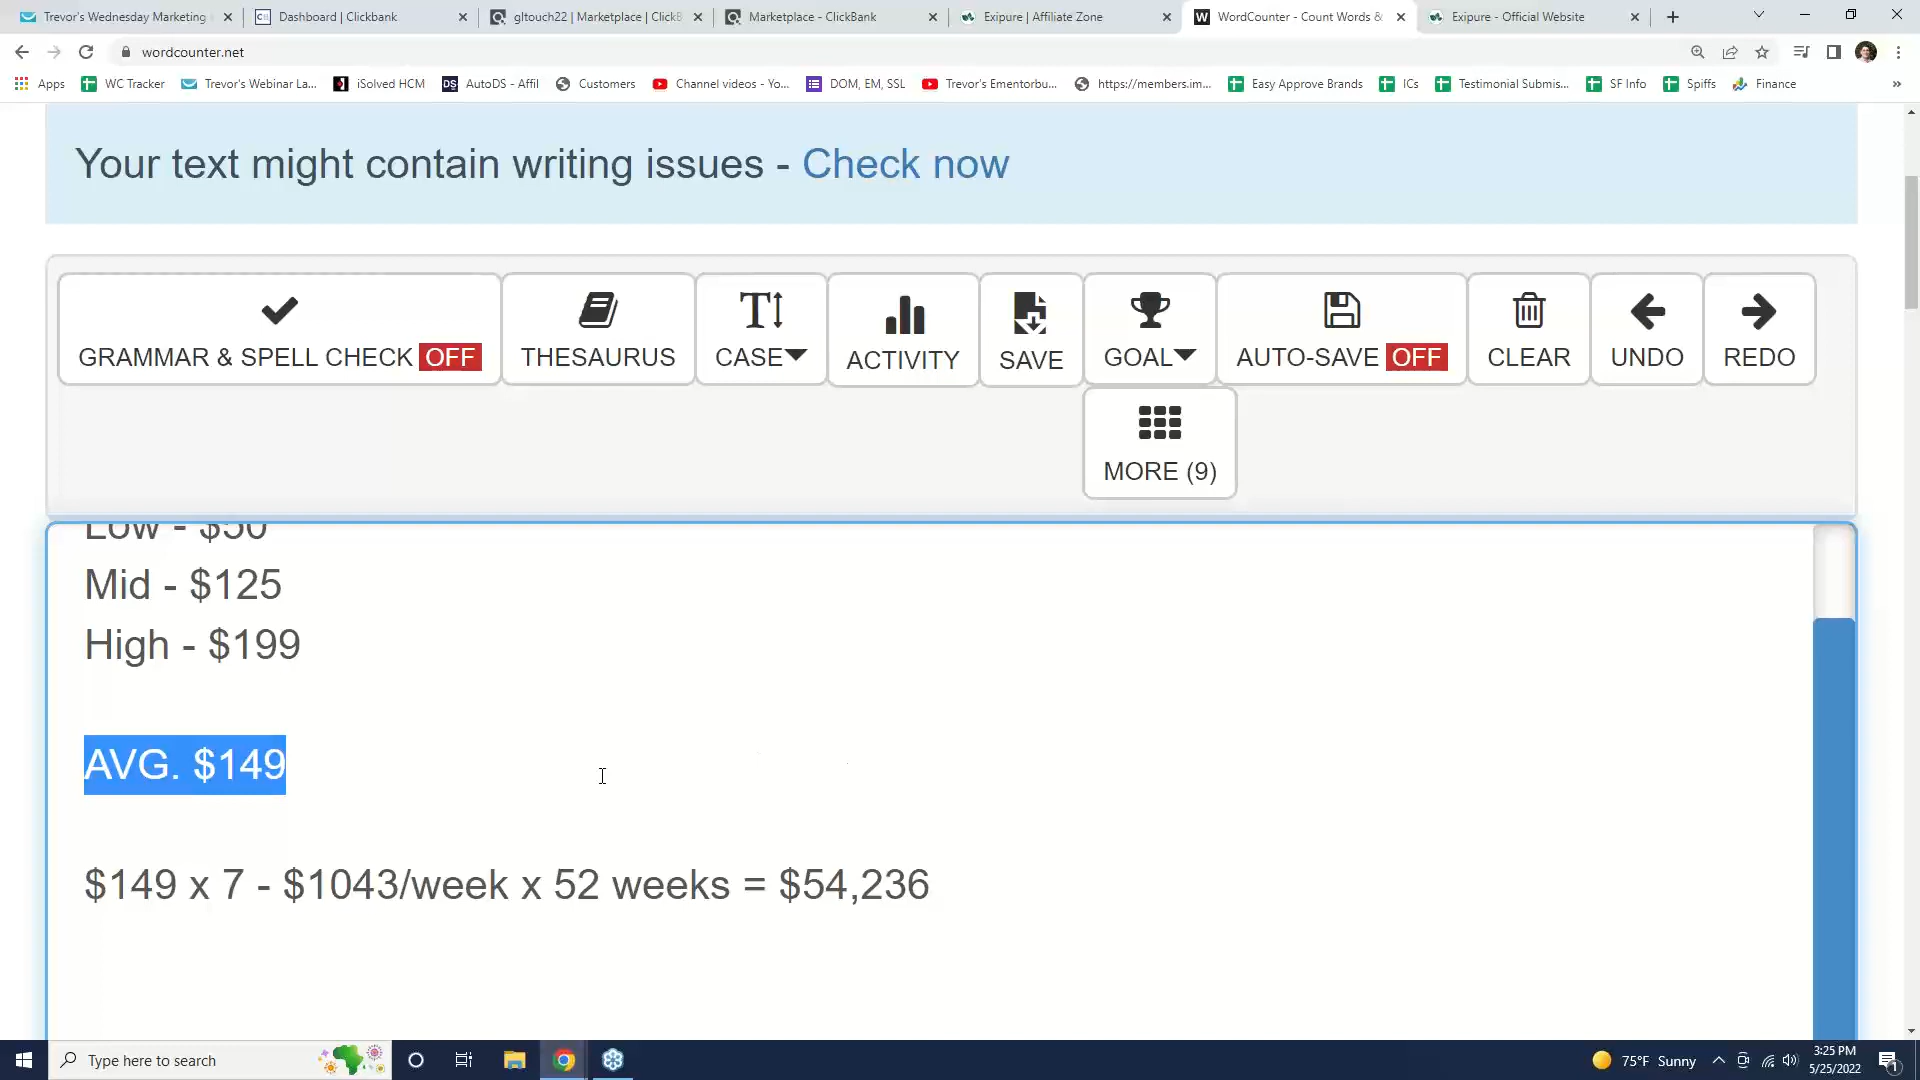 Trevor's Wednesday Marketing
Dashboard | Clickbank
gltouch22 | Marketplace | ClickB
Marketplace - ClickBank
Exipure | Affiliate Zone
WordCounter - Count Words &
Exipure - Official Website
wordcounter.net
Apps
WC Tracker
Trevor's Webinar La...
iSolved HCM
AutoDS - Affil
Customers
Channel videos - Yo...
DOM, EM, SSL
Trevor's Ementorbu...
https://members.im...
Easy Approve Brands
ICs
Testimonial Submis...
SF Info
Spiffs
Finance
»
Your text might contain writing issues - Check now
GRAMMAR & SPELL CHECK OFF
THESAURUS
CASE
ACTIVITY
SAVE
GOAL
AUTO-SAVE OFF
CLEAR
UNDO
REDO
MORE (9)
Low - $50
Mid - $125
High - $199
AVG. $149
$149 x 7 - $1043/week x 52 weeks = $54,236
Type here to search
75°F Sunny
3:25 PM
5/25/2022
1